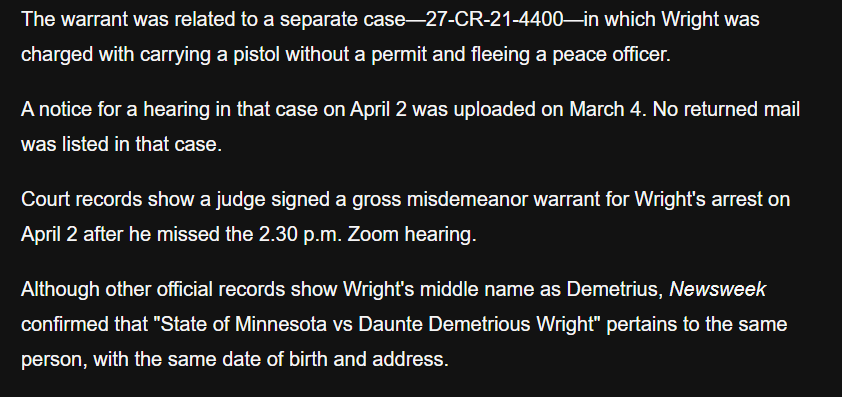 The warrant was related to a separate case—27-CR-21-4400—in which Wright was
charged with carrying a pistol without a permit and fleeing a peace officer.
A notice for a hearing in that case on April 2 was uploaded on March 4. No returned mail
was listed in that case.
Court records show a judge signed a gross misdemeanor warrant for Wright's arrest on
April 2 after he missed the 2.30 p.m. Zoom hearing.
Although other official records show Wright's middle name as Demetrius, Newsweek
confirmed that "State of Minnesota vs Daunte Demetrious Wright" pertains to the same
person, with the same date of birth and address.